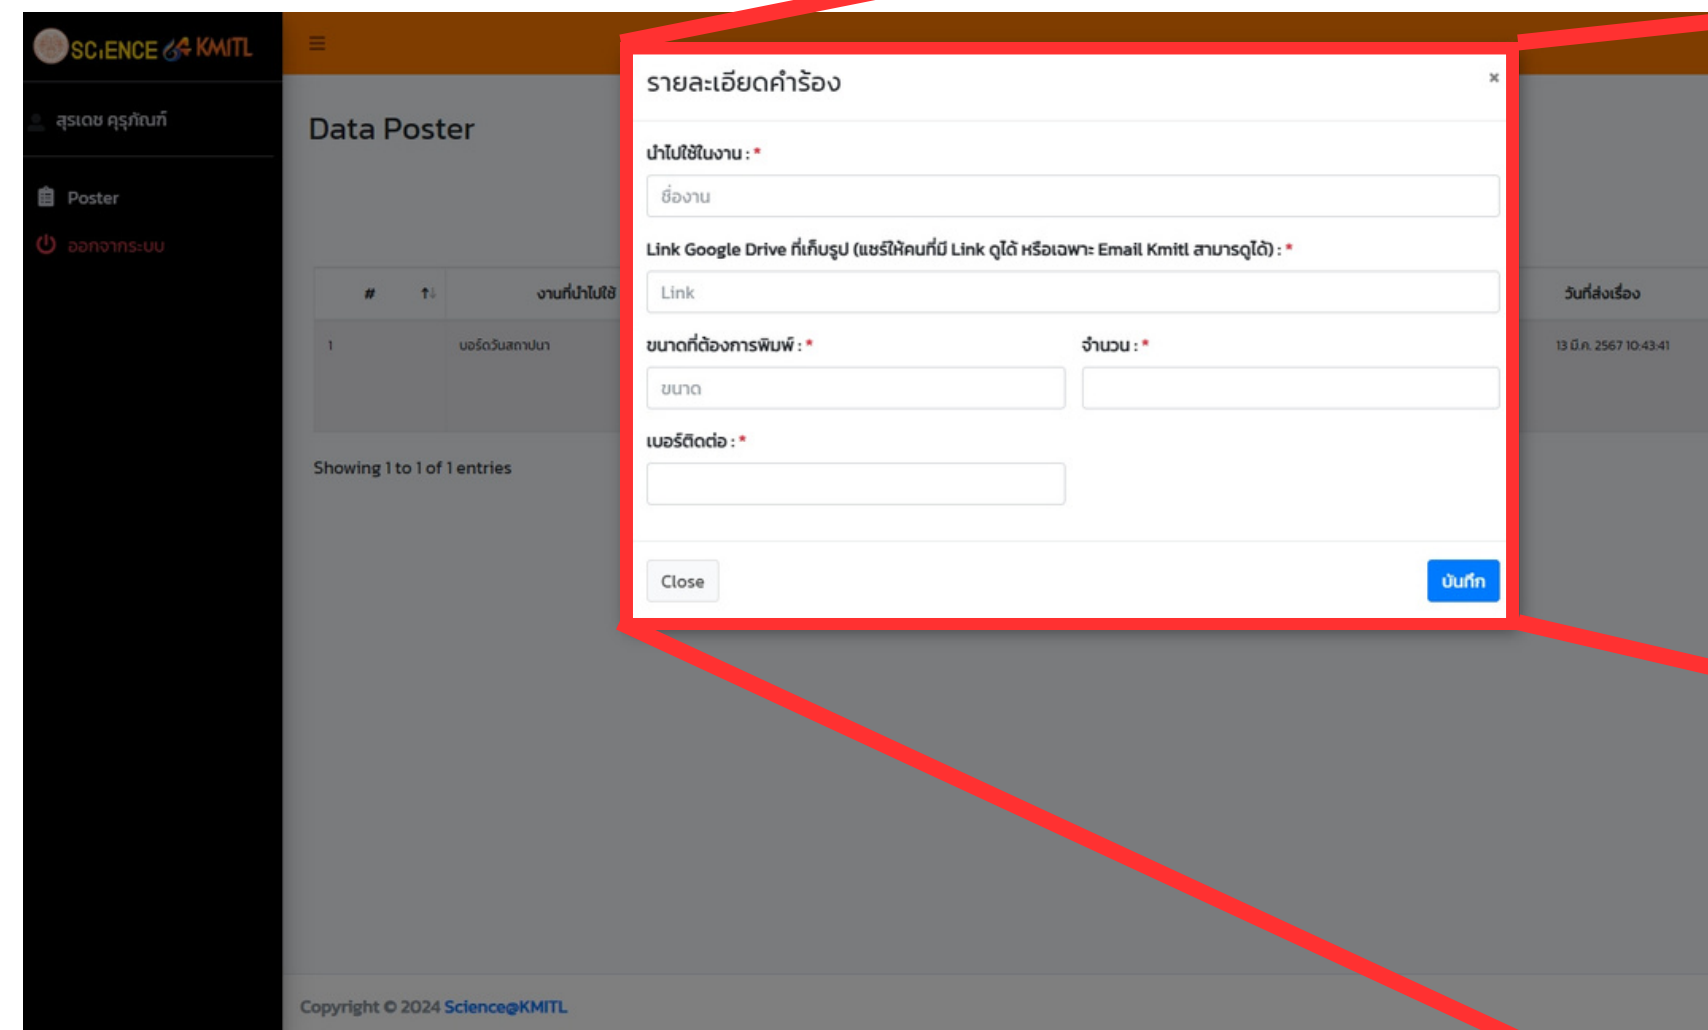 SCIENCE KMITL
สุรเดช คุรุภัณฑ์
Poster
ออกจากระบบ
Data Poster
# ↑↓ งานที่นำไปใช้ วันที่ส่งเรื่อง
1 บอร์ดวันสถาปนา 13 มี.ค. 2567 10:43:41
Showing 1 to 1 of 1 entries
รายละเอียดคำร้อง ×
นำไปใช้ในงาน : *
ชื่องาน
Link Google Drive ที่เก็บรูป (แชร์ให้คนที่มี Link ดูได้ หรือเฉพาะ Email Kmitl สามารถดูได้) : *
Link
ขนาดที่ต้องการพิมพ์ : * จำนวน : *
ขนาด
เบอร์ติดต่อ : *
Close บันทึก
Copyright © 2024 Science@KMITL